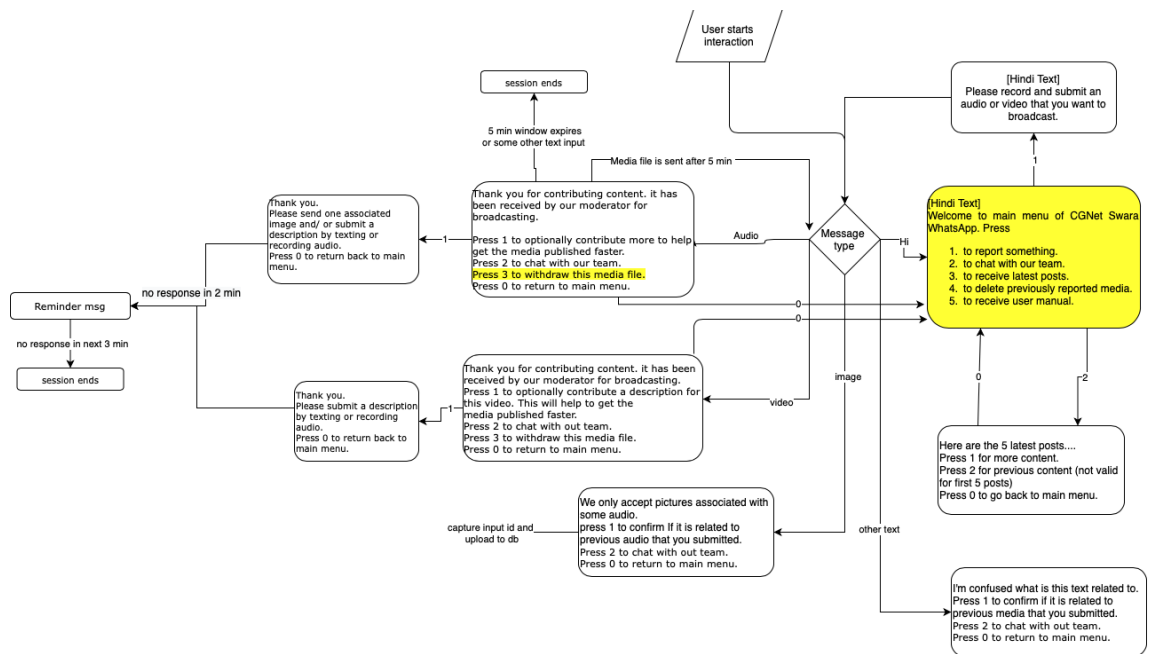 User starts
interaction
[Hindi Text]
Please record and submit an
audio or video that you want to
broadcast.
session ends
5 min window expires
or some other text input
Media file is sent after 5 min
1
Thank you for contributing content. it has
been received by our moderator for
broadcasting.
Press 1 to optionally contribute more to help
get the media published faster.
Press 2 to chat with our team.
Press 3 to withdraw this media file.
Press 0 to return to main menu.
Thank you.
Please send one associated
image and/ or submit a
description by texting or
recording audio.
Press 0 to return back to main
menu.
1
Audio
Message
type
Hi
[Hindi Text]
Welcome to main menu of CGNet Swara
WhatsApp. Press
1. to report something.
2. to chat with our team.
3. to receive latest posts.
4. to delete previously reported media.
5. to receive user manual.
no response in 2 min
Reminder msg
no response in next 3 min
session ends
0
0
Thank you for contributing content. it has been
received by our moderator for broadcasting.
Press 1 to optionally contribute a description for
this video. This will help to get the
media published faster.
Press 2 to chat with out team.
Press 3 to withdraw this media file.
Press 0 to return to main menu.
Thank you.
Please submit a description
by texting or recording
audio.
Press 0 to return back to
main menu.
1
video
image
0
2
Here are the 5 latest posts....
Press 1 for more content.
Press 2 for previous content (not valid
for first 5 posts)
Press 0 to go back to main menu.
We only accept pictures associated with
some audio.
press 1 to confirm If it is related to
previous audio that you submitted.
Press 2 to chat with out team.
Press 0 to return to main menu.
capture input id and
upload to db
other text
I'm confused what is this text related to.
Press 1 to confirm if it is related to
previous media that you submitted.
Press 2 to chat with out team.
Press 0 to return to main menu.